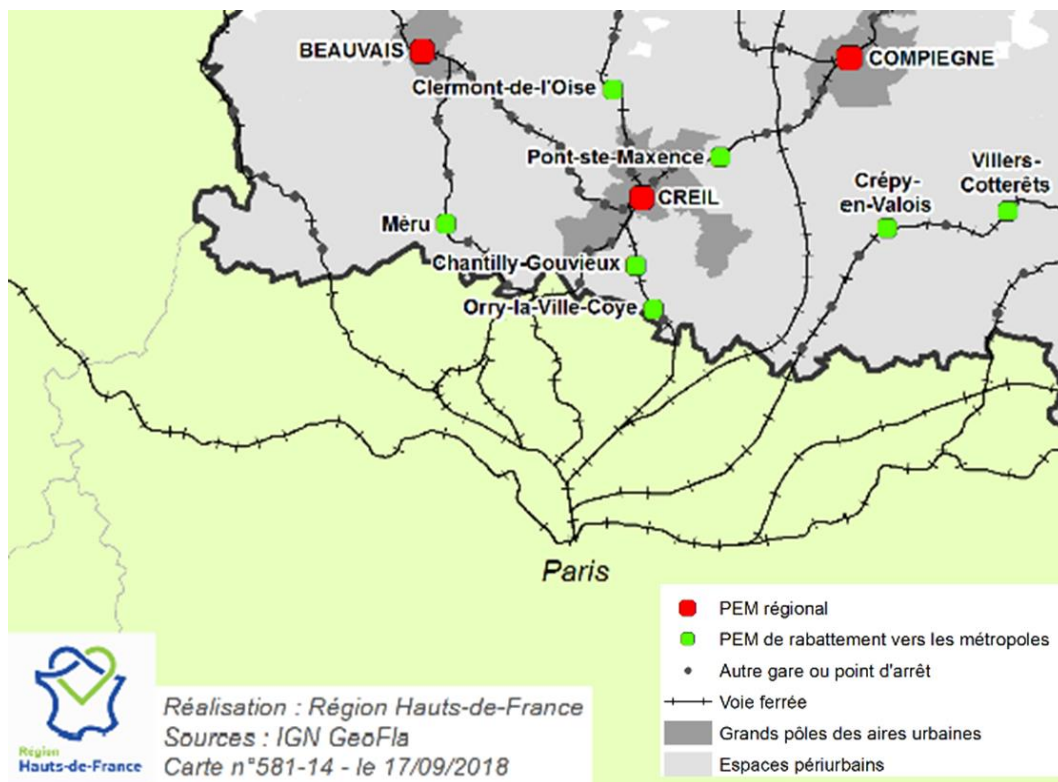 BEAUVAIS
COMPIEGNE
Clermont-de-l'Oise
Pont-ste-Maxence
Villers-
Cotterêts
Crépy-
en-Valois
CREIL
Méru
Chantilly-Gouvieux
Orry-la-Ville-Coye
Paris
PEM régional
PEM de rabattement vers les métropoles
Autre gare ou point d'arrêt
Voie ferrée
Grands pôles des aires urbaines
Espaces périurbains
Région
Hauts-de-France
Réalisation : Région Hauts-de-France
Sources : IGN GeoFla
Carte n°581-14 - le 17/09/2018